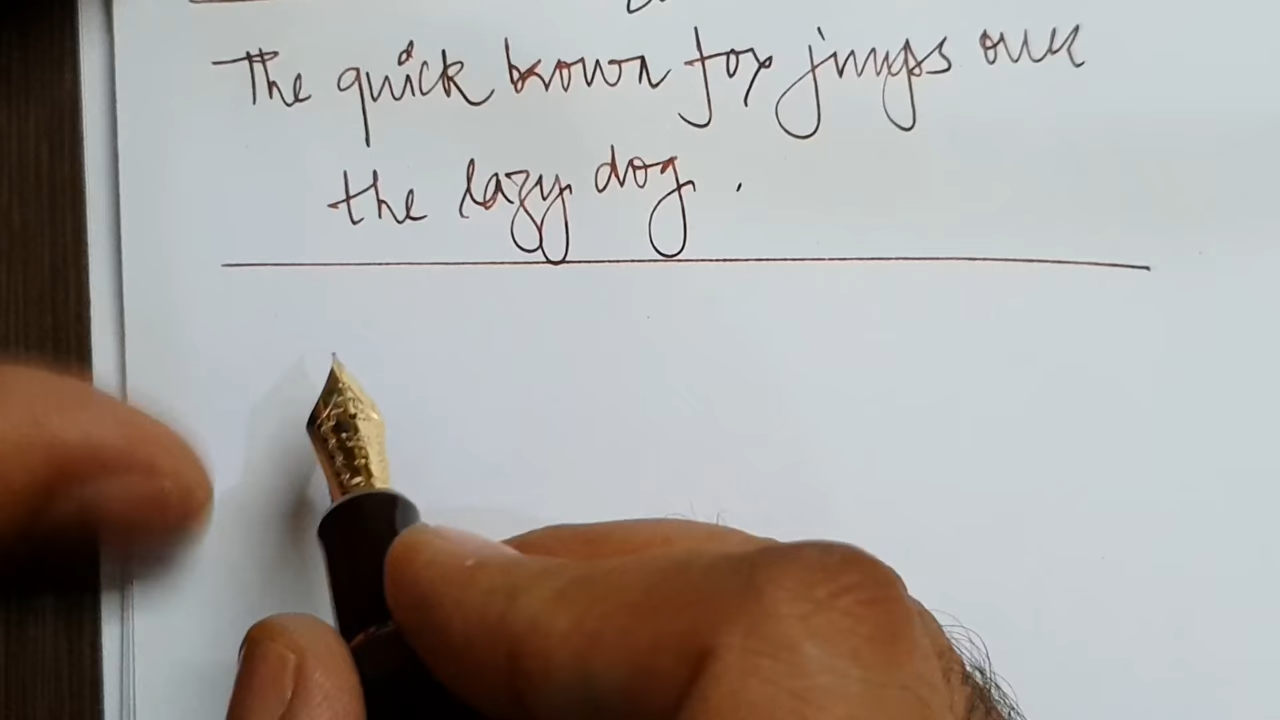 The quick brown fox jumps over
the lazy dog .